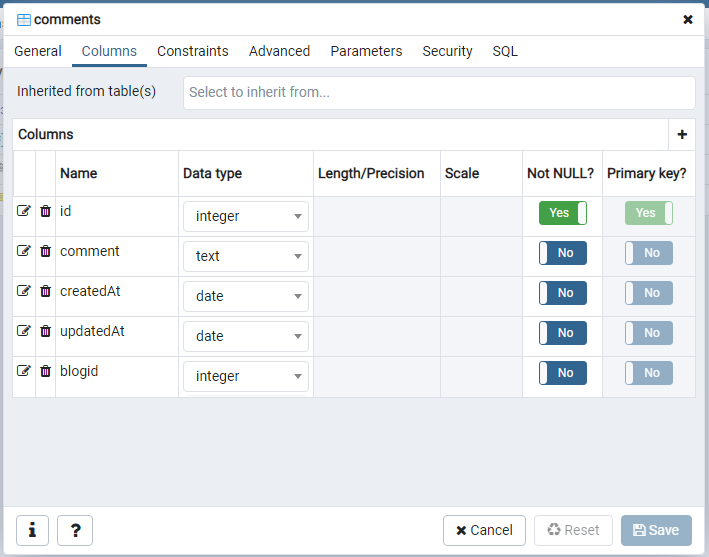 comments
General Columns Constraints Advanced Parameters Security SQL
Inherited from table(s) Select to inherit from...
Columns
Name Data type Length/Precision Scale Not NULL? Primary key?
id integer Yes Yes
comment text No No
createdAt date No No
updatedAt date No No
blogid integer No No
Cancel Reset Save